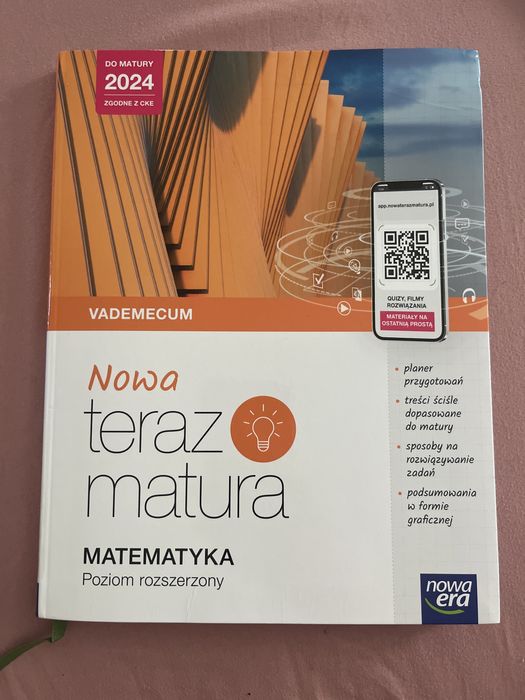 DO MATURY
2024
ZGODNE Z CKE
app.nowaterazmatura.pl
QUIZY, FILMY
ROZWIĄZANIA
MATERIAŁY NA
OSTATNIĄ PROSTĄ
VADEMECUM
Nowa
teraz
matura
MATEMATYKA
Poziom rozszerzony
• planer
przygotowań
• treści ściśle
dopasowane
do matury
• sposoby na
rozwiązywanie
zadań
• podsumowania
w formie
graficznej
nowa
era